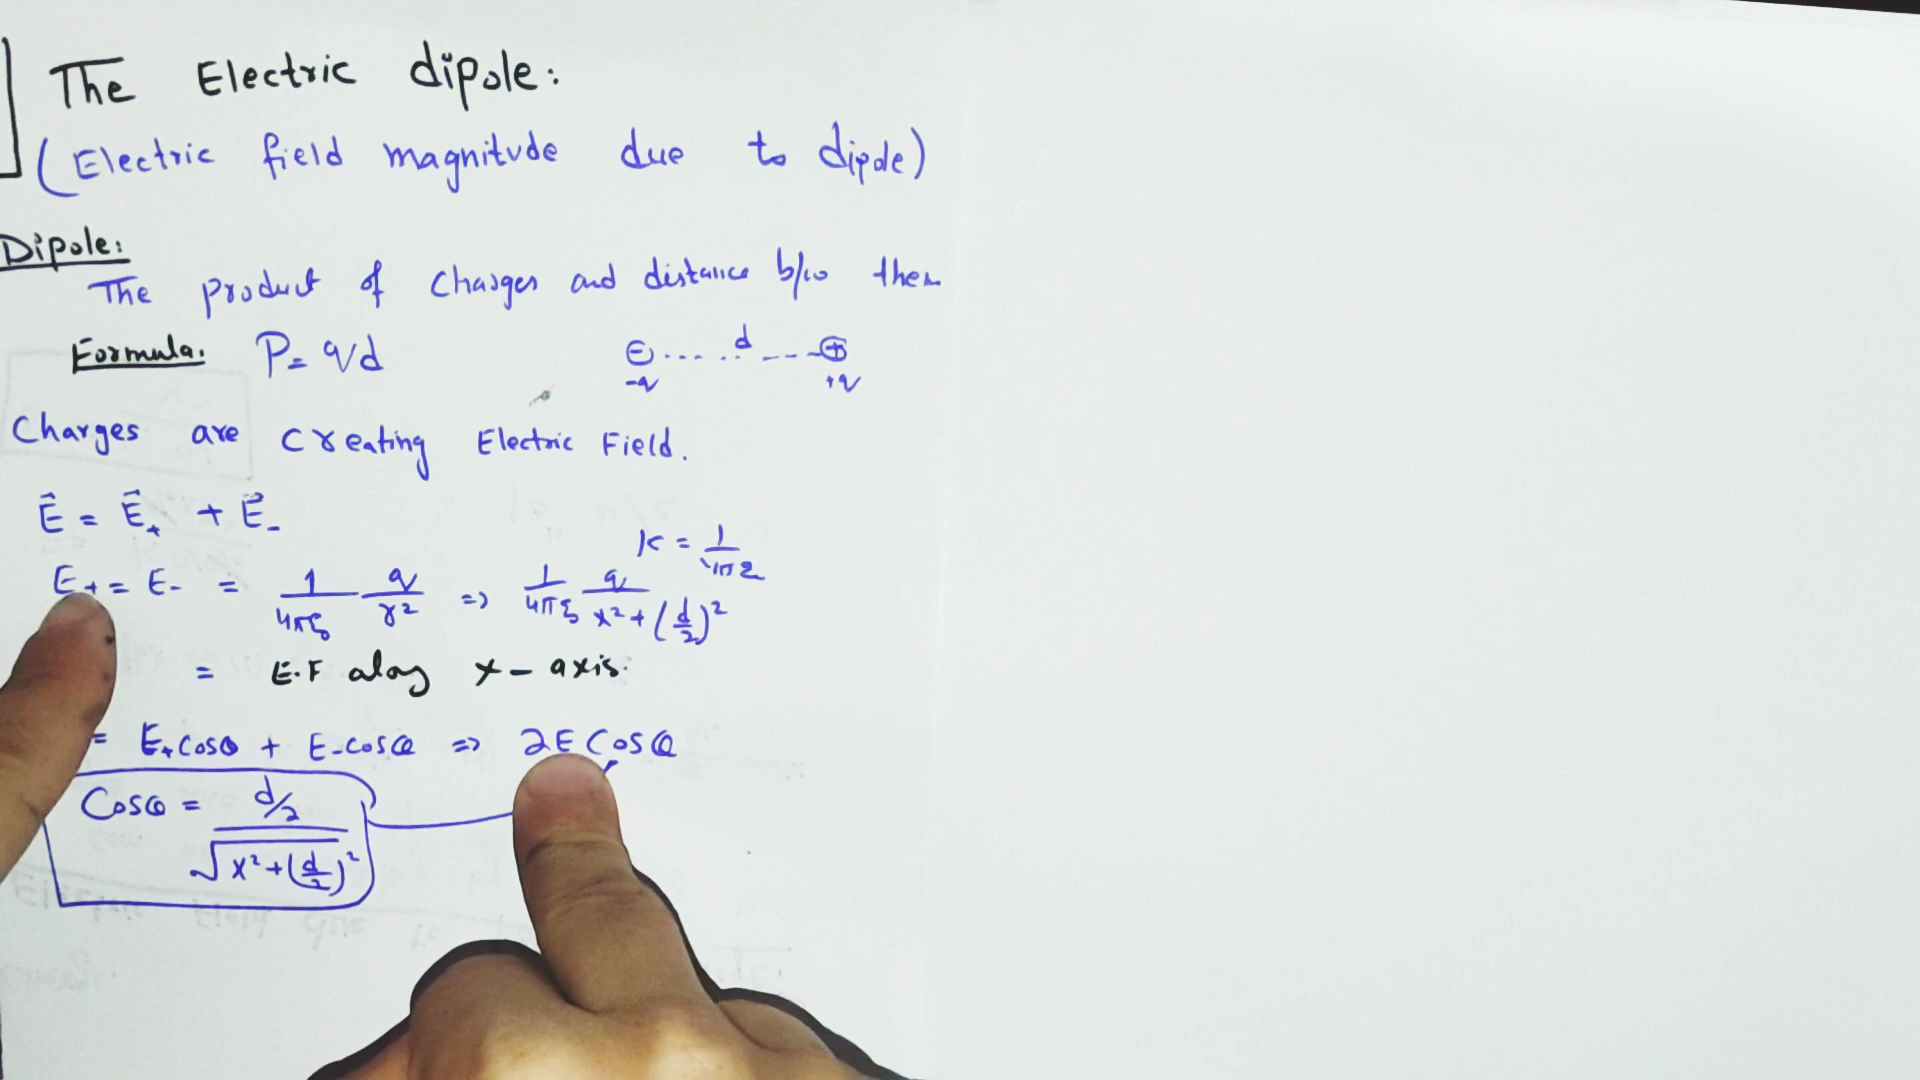 The Electric dipole:
(Electric field magnitude due to dipole)
Dipole:
The product of charges and distance b/w them
Formula: P = qd
⊖ ..... d ..... ⊕
-q +q
Charges are creating Electric Field.
E⃗ = E⃗₊ + E⃗₋
K = 1/4πε
E₊ = E₋ = 1/4πε₀ q/r² => 1/4πε₀ q/x²+(d/2)²
= E.F along x-axis.
= E₊cosθ + E₋cosθ => 2E Cosθ
Cosθ = d/2 / √x²+(d/2)²